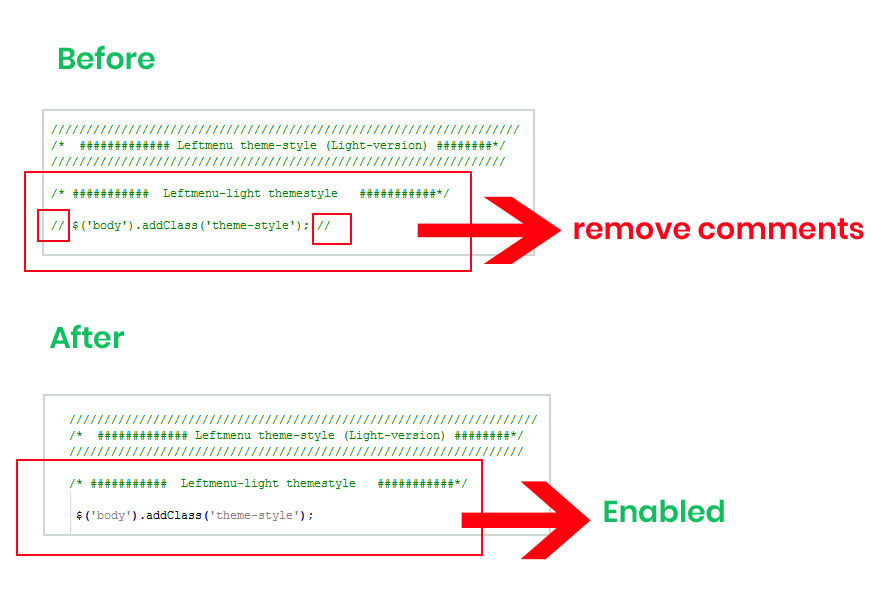 Before
///////////////////////////////////////////////////////////////////
/*  ############# Leftmenu theme-style (Light-version) ########*/
/////////////////////////////////////////////////////////////////
/* ###########  Leftmenu-light themestyle   ###########*/
// $('body').addClass('theme-style'); //
remove comments
After
///////////////////////////////////////////////////////////////////
/*  ############# Leftmenu theme-style (Light-version) ########*/
/////////////////////////////////////////////////////////////////
/* ###########  Leftmenu-light themestyle   ###########*/
$('body').addClass('theme-style');
Enabled